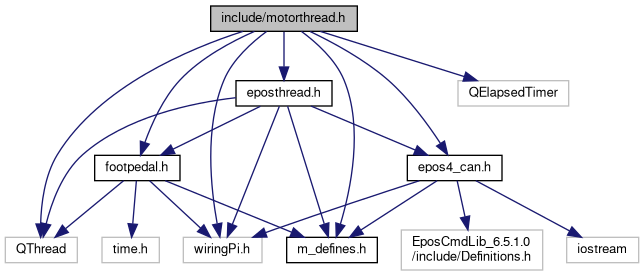 include/motorthread.h
eposthread.h
QElapsedTimer
footpedal.h
epos4_can.h
QThread
time.h
wiringPi.h
m_defines.h
EposCmdLib_6.5.1.0
/include/Definitions.h
iostream